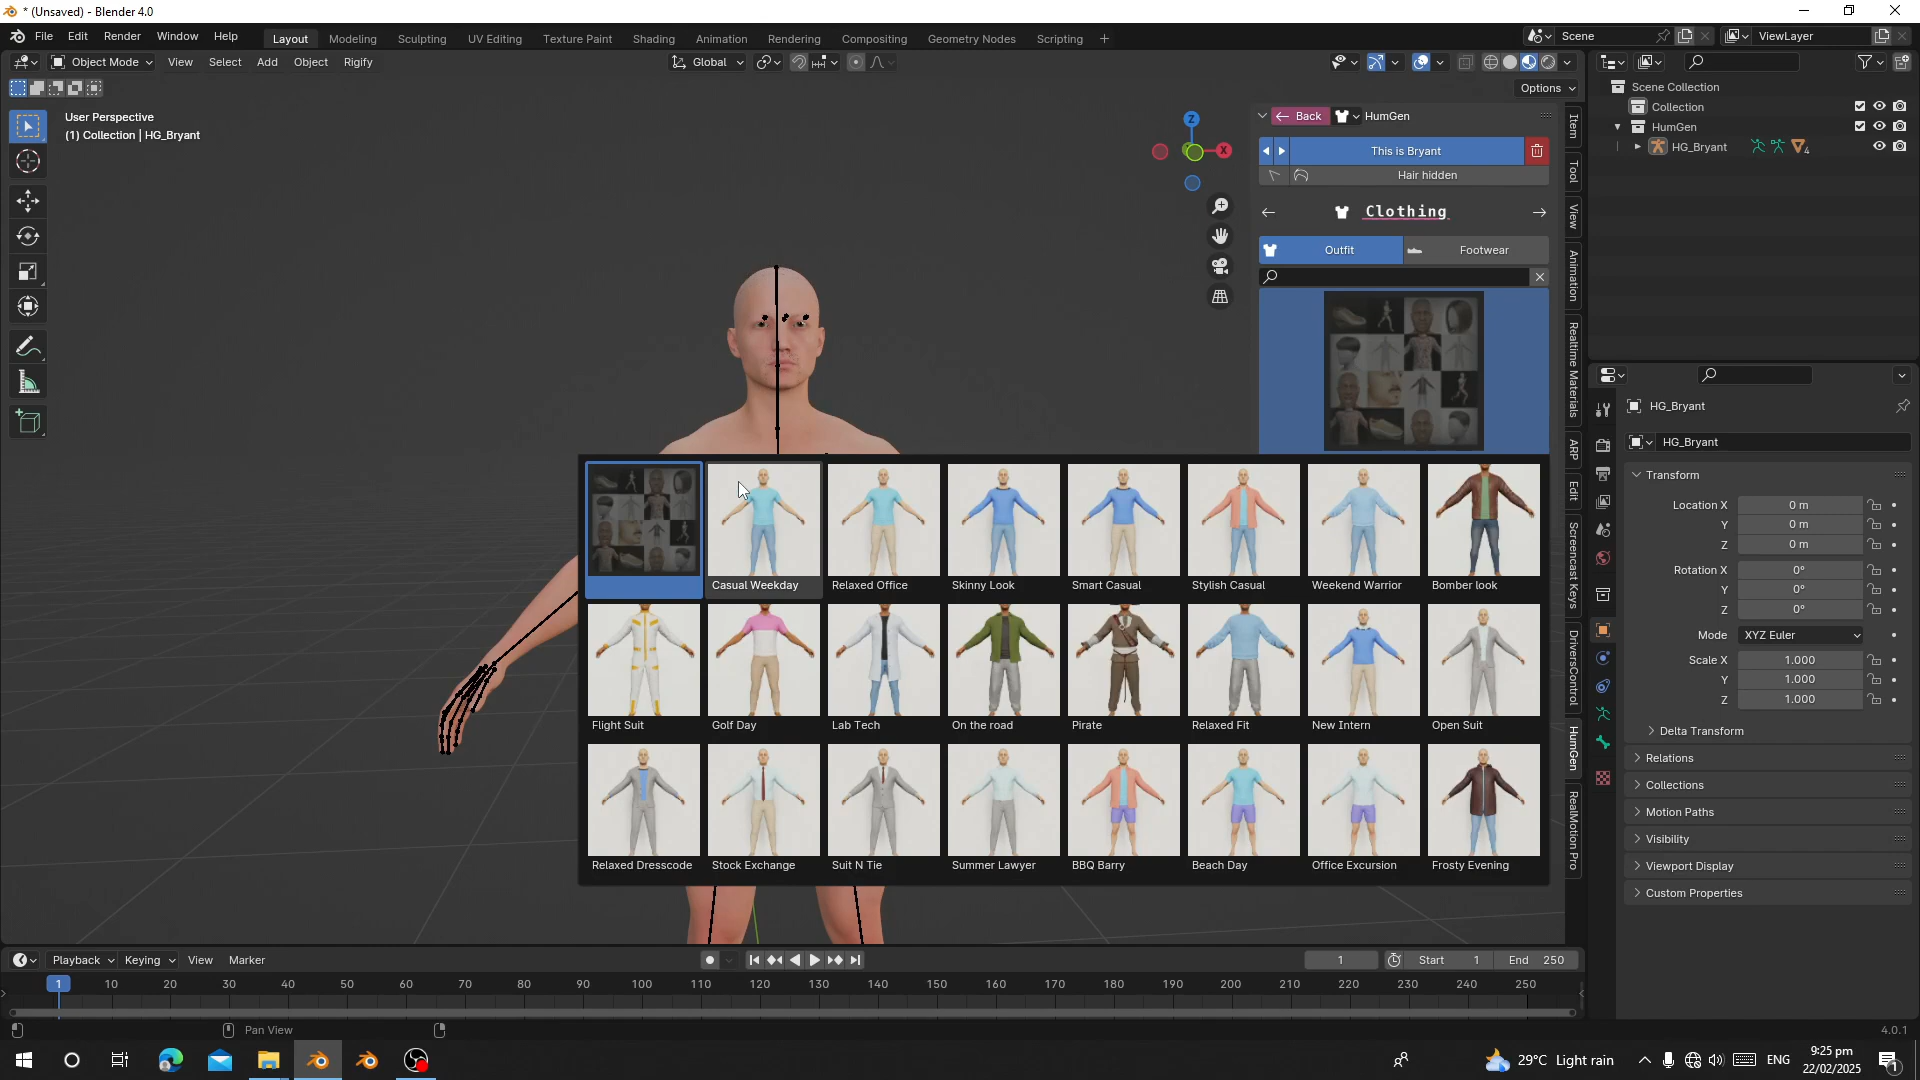 * (Unsaved) - Blender 4.0
File Edit Render Window Help
Layout Modeling Sculpting UV Editing Texture Paint Shading Animation Rendering Compositing Geometry Nodes Scripting +
Scene ViewLayer
Object Mode View Select Add Object Rigify Global
Options
User Perspective
(1) Collection | HG_Bryant
Z
X
Back HumGen
This is Bryant
Hair hidden
Clothing
Outfit Footwear
Item
Tool
View
Animation
Realtime Materials
ARP
Edit
Screencast Keys
DriversControl
HumGen
RealMotion Pro
Casual Weekday Relaxed Office Skinny Look Smart Casual Stylish Casual Weekend Warrior Bomber look
Flight Suit Golf Day Lab Tech On the road Pirate Relaxed Fit New Intern Open Suit
Relaxed Dresscode Stock Exchange Suit N Tie Summer Lawyer BBQ Barry Beach Day Office Excursion Frosty Evening
Scene Collection
Collection
HumGen
HG_Bryant 4
HG_Bryant
HG_Bryant
Transform
Location X 0 m
Y 0 m
Z 0 m
Rotation X 0°
Y 0°
Z 0°
Mode XYZ Euler
Scale X 1.000
Y 1.000
Z 1.000
Delta Transform
Relations
Collections
Motion Paths
Visibility
Viewport Display
Custom Properties
Playback Keying View Marker 1 Start 1 End 250
1 10 20 30 40 50 60 70 80 90 100 110 120 130 140 150 160 170 180 190 200 210 220 230 240 250
Pan View 4.0.1
29°C Light rain ENG 9:25 pm
22/02/2025 1